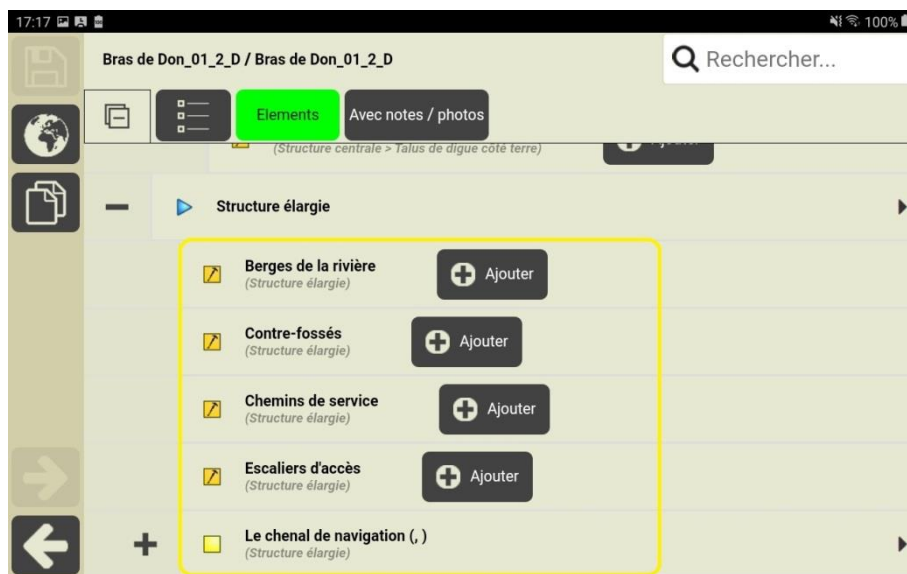 17:17
100%
Bras de Don_01_2_D / Bras de Don_01_2_D
Rechercher...
Elements
Avec notes / photos
(Structure centrale > Talus de digue côté terre)
Structure élargie
Berges de la rivière
(Structure élargie)
Ajouter
Contre-fossés
(Structure élargie)
Ajouter
Chemins de service
(Structure élargie)
Ajouter
Escaliers d'accès
(Structure élargie)
Ajouter
Le chenal de navigation (, )
(Structure élargie)